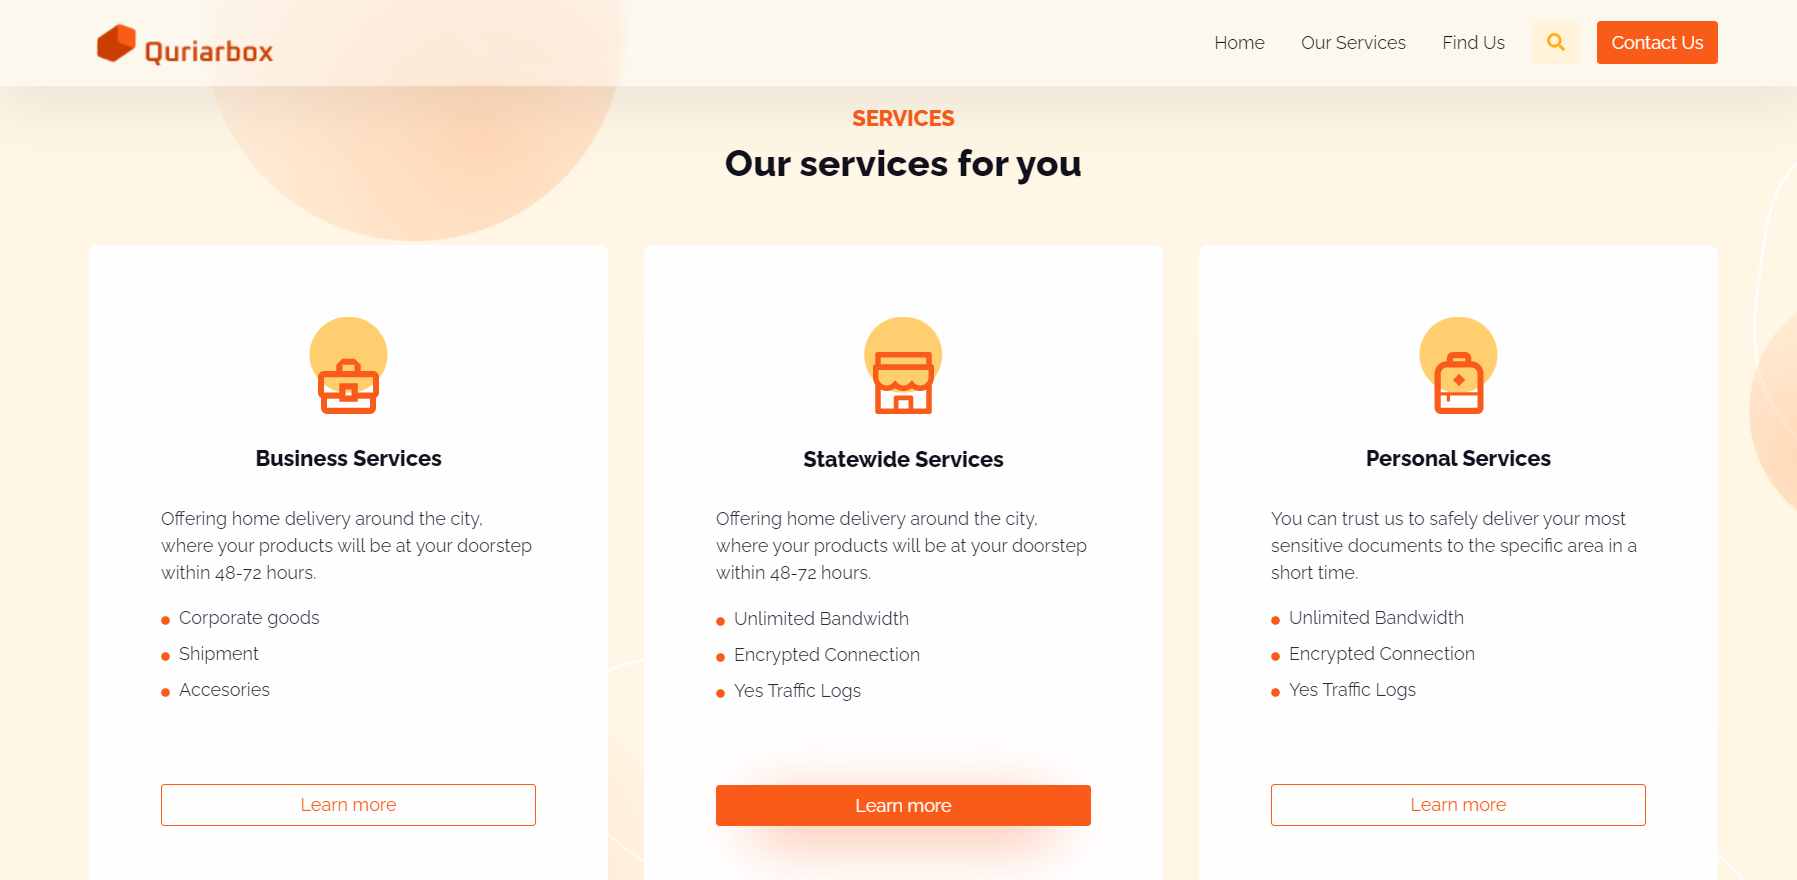 Quriarbox
Home
Our Services
Find Us
Contact Us
SERVICES
Our services for you
Business Services
Offering home delivery around the city,
where your products will be at your doorstep
within 48-72 hours.
Corporate goods
Shipment
Accesories
Learn more
Statewide Services
Offering home delivery around the city,
where your products will be at your doorstep
within 48-72 hours.
Unlimited Bandwidth
Encrypted Connection
Yes Traffic Logs
Learn more
Personal Services
You can trust us to safely deliver your most
sensitive documents to the specific area in a
short time.
Unlimited Bandwidth
Encrypted Connection
Yes Traffic Logs
Learn more